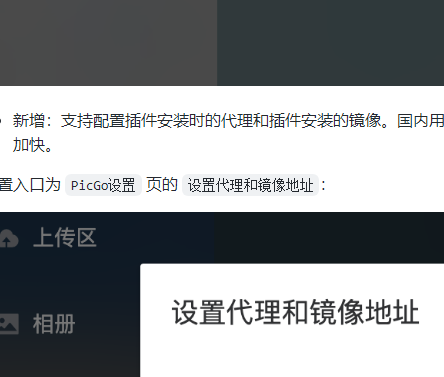 新增：支持配置插件安装时的代理和插件安装的镜像。国内用
加快。
置入口为 PicGo设置 页的 设置代理和镜像地址：
上传区
设置代理和镜像地址
相册